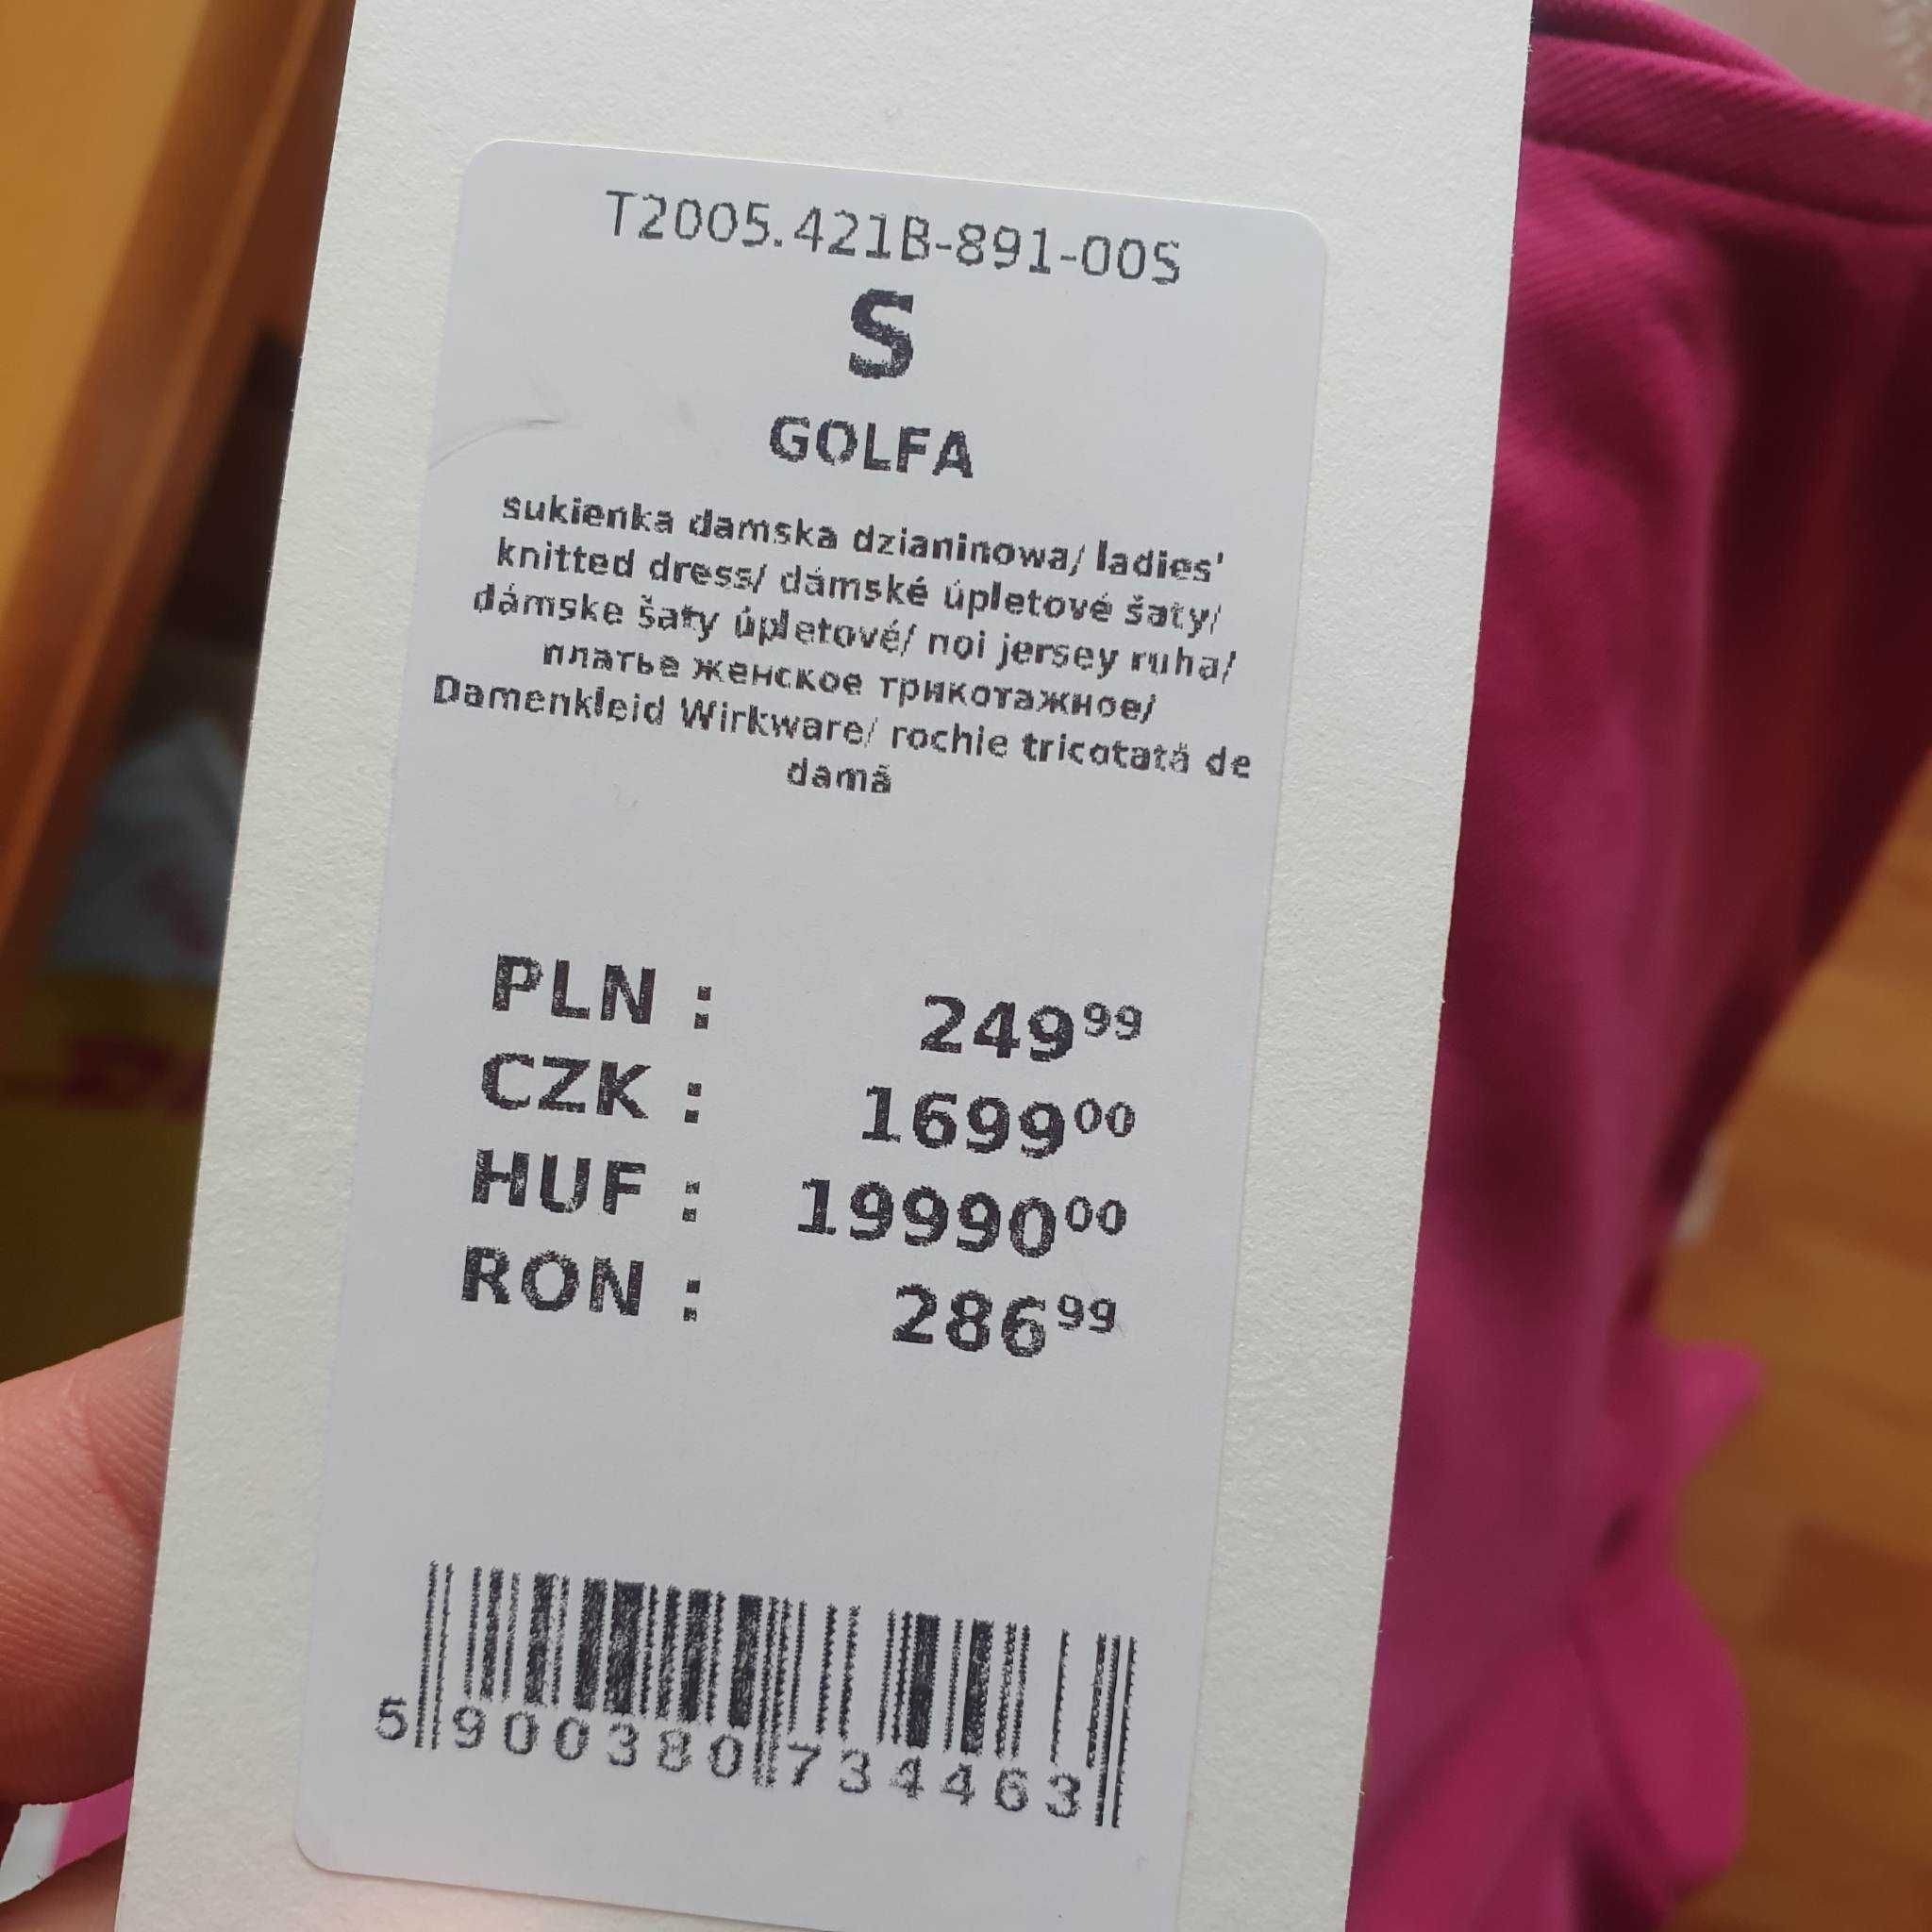 T2005.421B-891-00S
S
GOLFA
sukienka damska dzianinowa/ ladies'
knitted dress/ dámské úpletové šaty/
dámske šaty úpletové/ noi jersey ruha/
платье женское трикотажное/
Damenkleid Wirkware/ rochie tricotată de
damă
PLN : 249⁹⁹
CZK : 1699⁰⁰
HUF : 19990⁰⁰
RON : 286⁹⁹
5 900380 734463